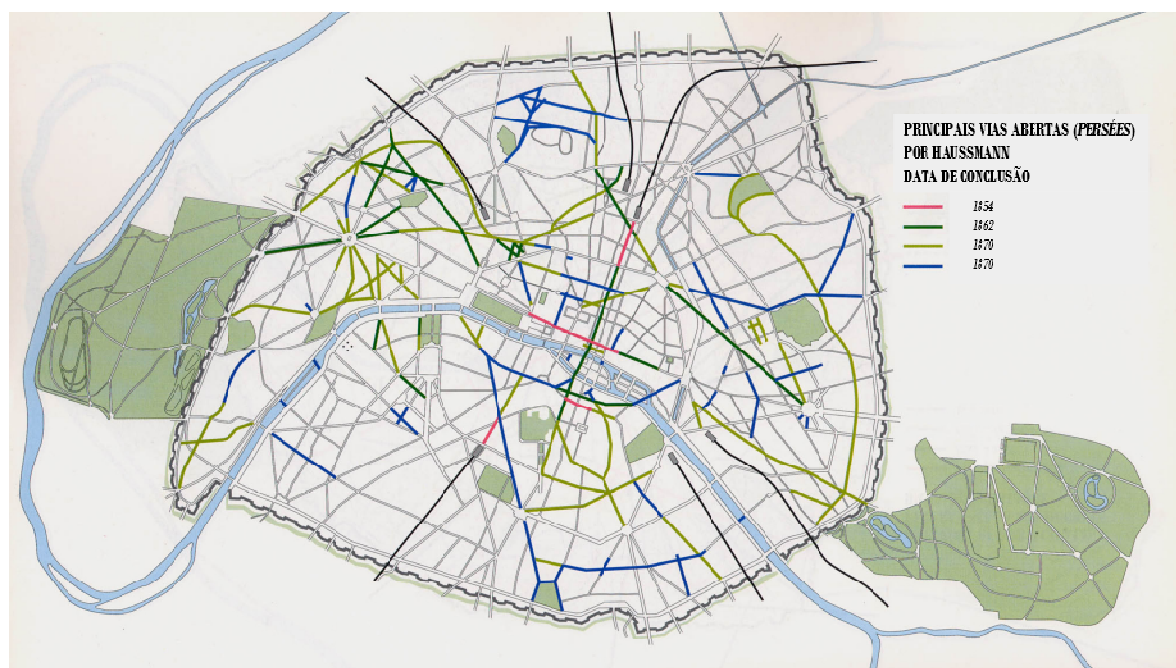 PRINCIPAIS VIAS ABERTAS (PERSÉES)
POR HAUSSMANN
DATA DE CONCLUSÃO
1854
1862
1870
1870